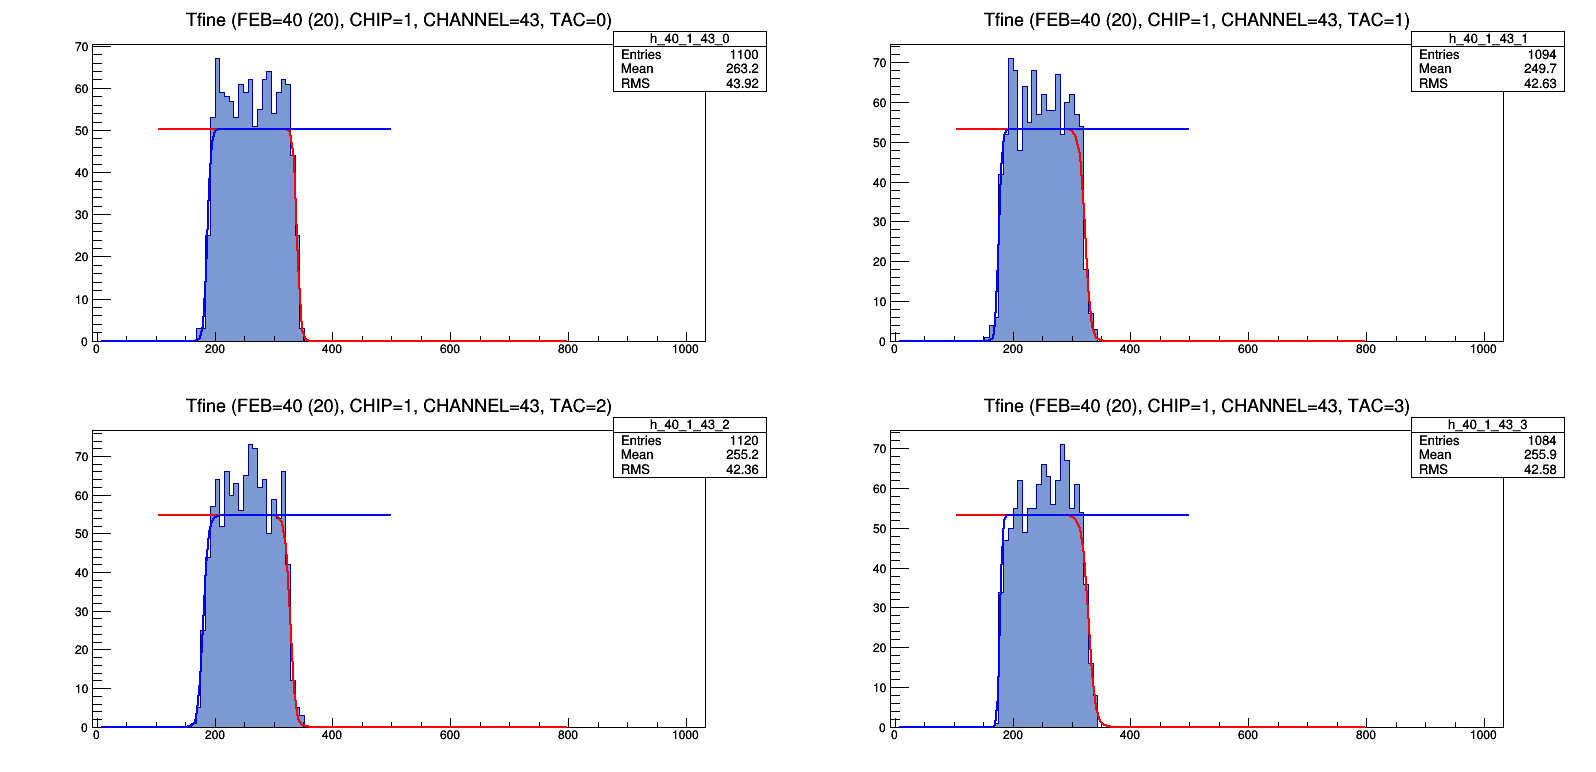 Tfine (FEB=40 (20), CHIP=1, CHANNEL=43, TAC=0)
h_40_1_43_0
Entries 1100
Mean 263.2
RMS 43.92
70
60
50
40
30
20
10
0
0 200 400 600 800 1000
Tfine (FEB=40 (20), CHIP=1, CHANNEL=43, TAC=1)
h_40_1_43_1
Entries 1094
Mean 249.7
RMS 42.63
70
60
50
40
30
20
10
0
0 200 400 600 800 1000
Tfine (FEB=40 (20), CHIP=1, CHANNEL=43, TAC=2)
h_40_1_43_2
Entries 1120
Mean 255.2
RMS 42.36
70
60
50
40
30
20
10
0
0 200 400 600 800 1000
Tfine (FEB=40 (20), CHIP=1, CHANNEL=43, TAC=3)
h_40_1_43_3
Entries 1084
Mean 255.9
RMS 42.58
70
60
50
40
30
20
10
0
0 200 400 600 800 1000